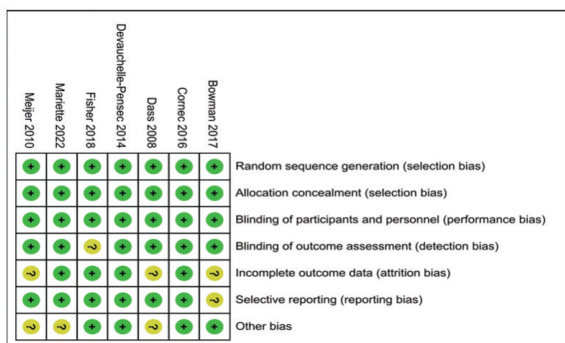 Meijer 2010
Mariette 2022
Fisher 2018
Devauchelle-Pensec 2014
Dass 2008
Cornec 2016
Bowman 2017
+ + + + + + + Random sequence generation (selection bias)
+ + + + + + + Allocation concealment (selection bias)
+ + + + + + + Blinding of participants and personnel (performance bias)
+ + ? + + + + Blinding of outcome assessment (detection bias)
? + + + ? + ? Incomplete outcome data (attrition bias)
+ + + + + + ? Selective reporting (reporting bias)
? ? + + ? + + Other bias